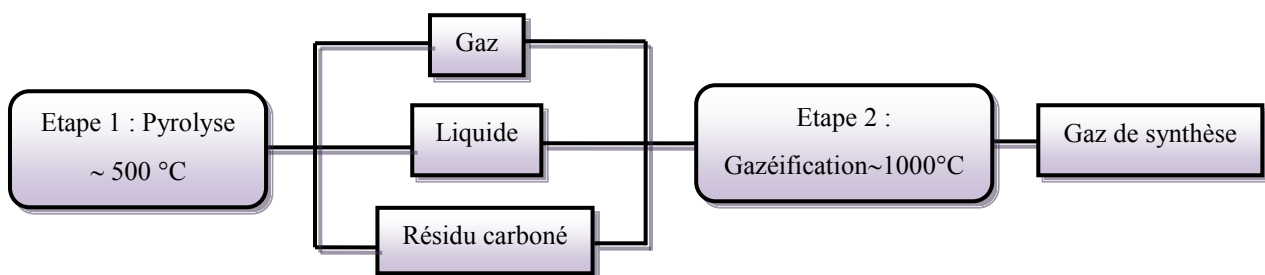 Etape 1 : Pyrolyse
~ 500 °C
Gaz
Liquide
Résidu carboné
Etape 2 :
Gazéification~1000°C
Gaz de synthèse